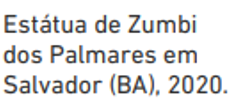 Estátua de Zumbi
dos Palmares em
Salvador (BA), 2020.